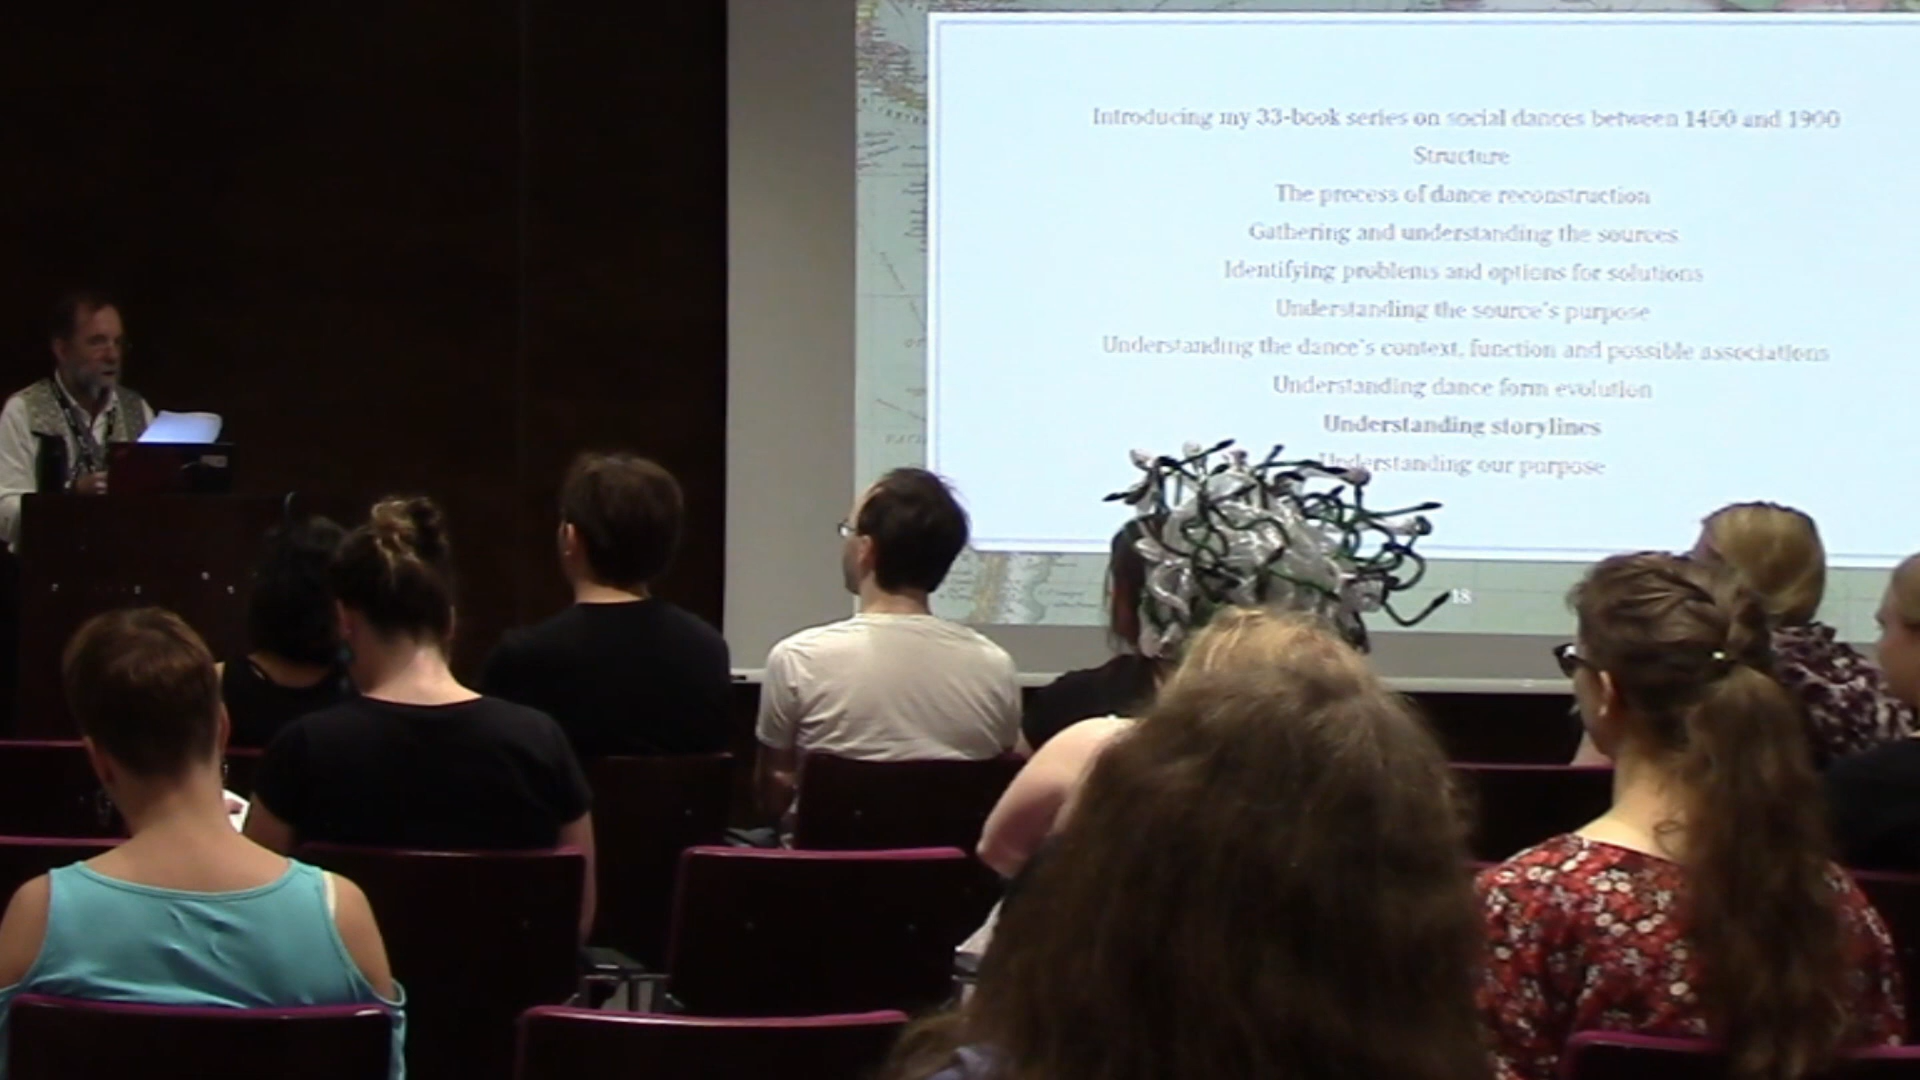 Introducing my 33-book series on social dances between 1400 and 1900
Structure
The process of dance reconstruction
Gathering and understanding the sources
Identifying problems and options for solutions
Understanding the source's purpose
Understanding the dance's context, function and possible associations
Understanding dance form evolution
Understanding storylines
Understanding our purpose
18